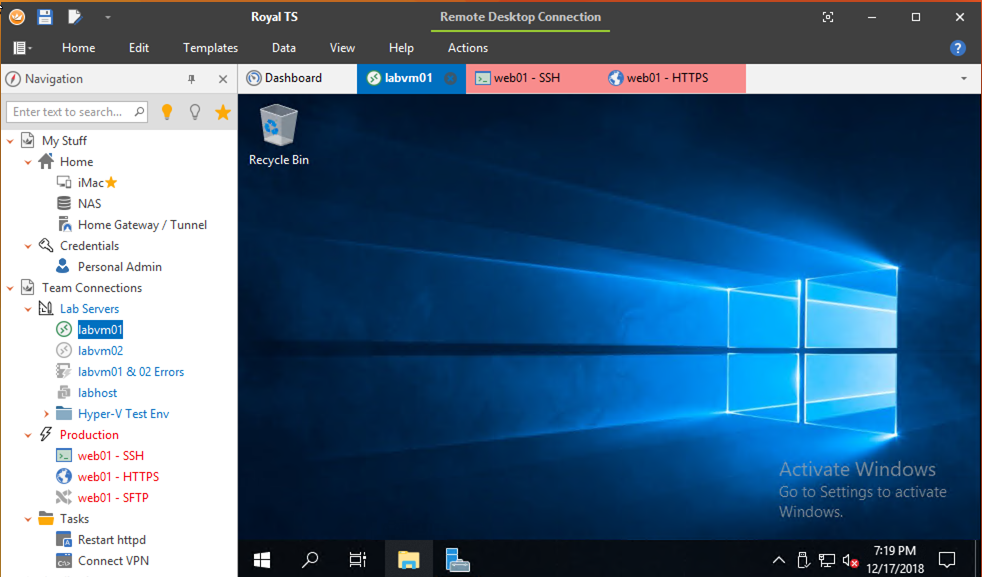 Royal TS
Remote Desktop Connection
Home Edit Templates Data View Help Actions
?
Navigation
Dashboard
labvm01
web01 - SSH
web01 - HTTPS
Enter text to search...
My Stuff
Home
iMac
NAS
Home Gateway / Tunnel
Credentials
Personal Admin
Team Connections
Lab Servers
labvm01
labvm02
labvm01 & 02 Errors
labhost
Hyper-V Test Env
Production
web01 - SSH
web01 - HTTPS
web01 - SFTP
Tasks
Restart httpd
Connect VPN
Recycle Bin
Activate Windows
Go to Settings to activate
Windows.
7:19 PM
12/17/2018